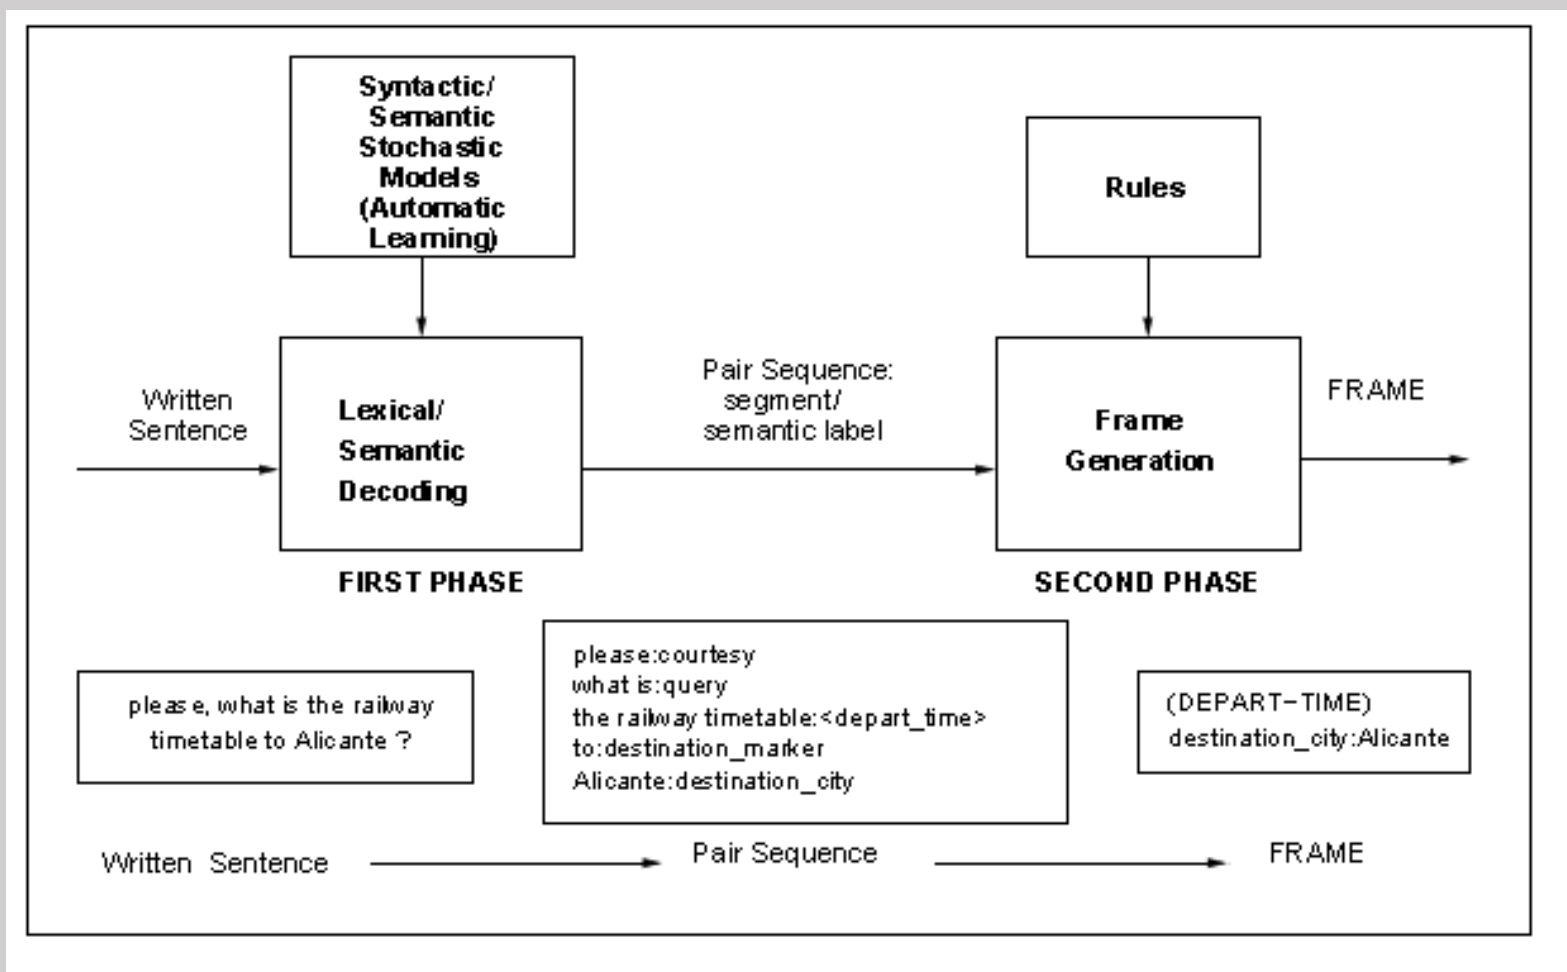 Syntactic/
Semantic
Stochastic
Models
(Automatic
Learning)
Rules
Written
Sentence
Lexical/
Semantic
Decoding
Pair Sequence:
segment/
semantic label
Frame
Generation
FRAME
FIRST PHASE
SECOND PHASE
please, what is the railway
timetable to Alicante ?
please:courtesy
what is:query
the railway timetable:<depart_time>
to:destination_marker
Alicante:destination_city
(DEPART-TIME)
destination_city:Alicante
Written Sentence
Pair Sequence
FRAME